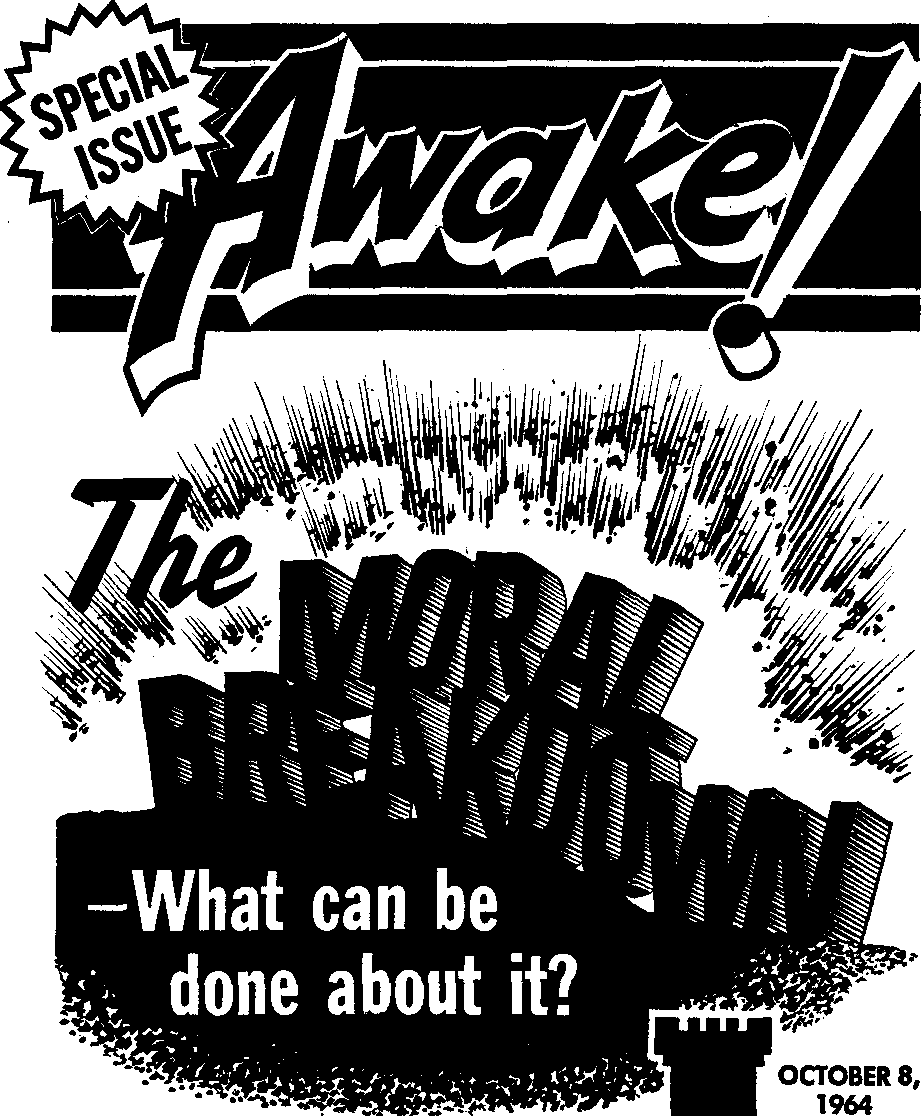 SPECIAL
ISSUE
Awake!
The
MORAL
BREAKDOWN
—What can be
done about it?
OCTOBER 8,
1964